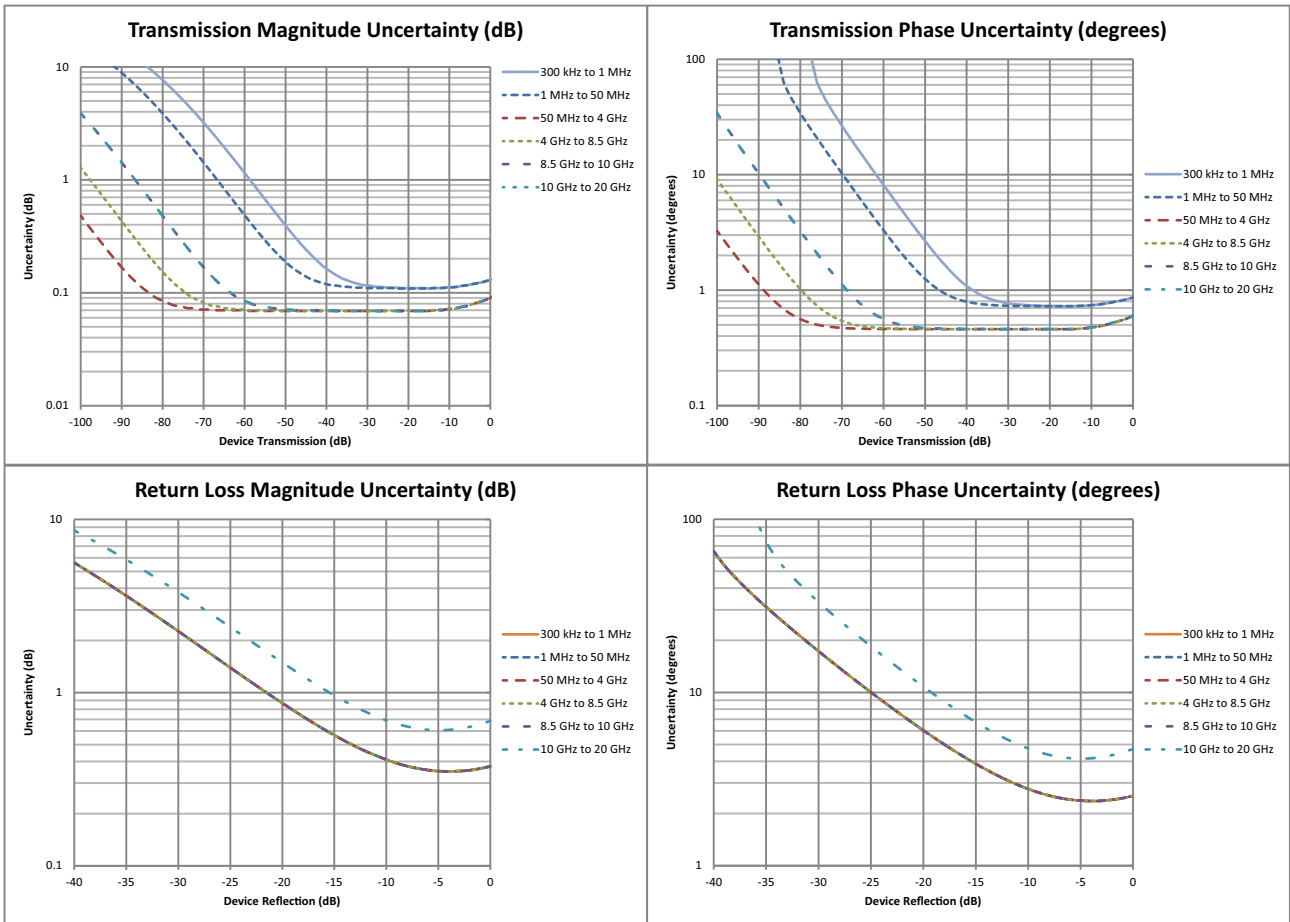 Transmission Magnitude Uncertainty (dB)
10
1
0.1
0.01
Uncertainty (dB)
-100 -90 -80 -70 -60 -50 -40 -30 -20 -10 0
Device Transmission (dB)
300 kHz to 1 MHz
1 MHz to 50 MHz
50 MHz to 4 GHz
4 GHz to 8.5 GHz
8.5 GHz to 10 GHz
10 GHz to 20 GHz
Transmission Phase Uncertainty (degrees)
100
10
1
0.1
Uncertainty (degrees)
-100 -90 -80 -70 -60 -50 -40 -30 -20 -10 0
Device Transmission (dB)
300 kHz to 1 MHz
1 MHz to 50 MHz
50 MHz to 4 GHz
4 GHz to 8.5 GHz
8.5 GHz to 10 GHz
10 GHz to 20 GHz
Return Loss Magnitude Uncertainty (dB)
10
1
0.1
Uncertainty (dB)
-40 -35 -30 -25 -20 -15 -10 -5 0
Device Reflection (dB)
300 kHz to 1 MHz
1 MHz to 50 MHz
50 MHz to 4 GHz
4 GHz to 8.5 GHz
8.5 GHz to 10 GHz
10 GHz to 20 GHz
Return Loss Phase Uncertainty (degrees)
100
10
1
Uncertainty (degrees)
-40 -35 -30 -25 -20 -15 -10 -5 0
Device Reflection (dB)
300 kHz to 1 MHz
1 MHz to 50 MHz
50 MHz to 4 GHz
4 GHz to 8.5 GHz
8.5 GHz to 10 GHz
10 GHz to 20 GHz